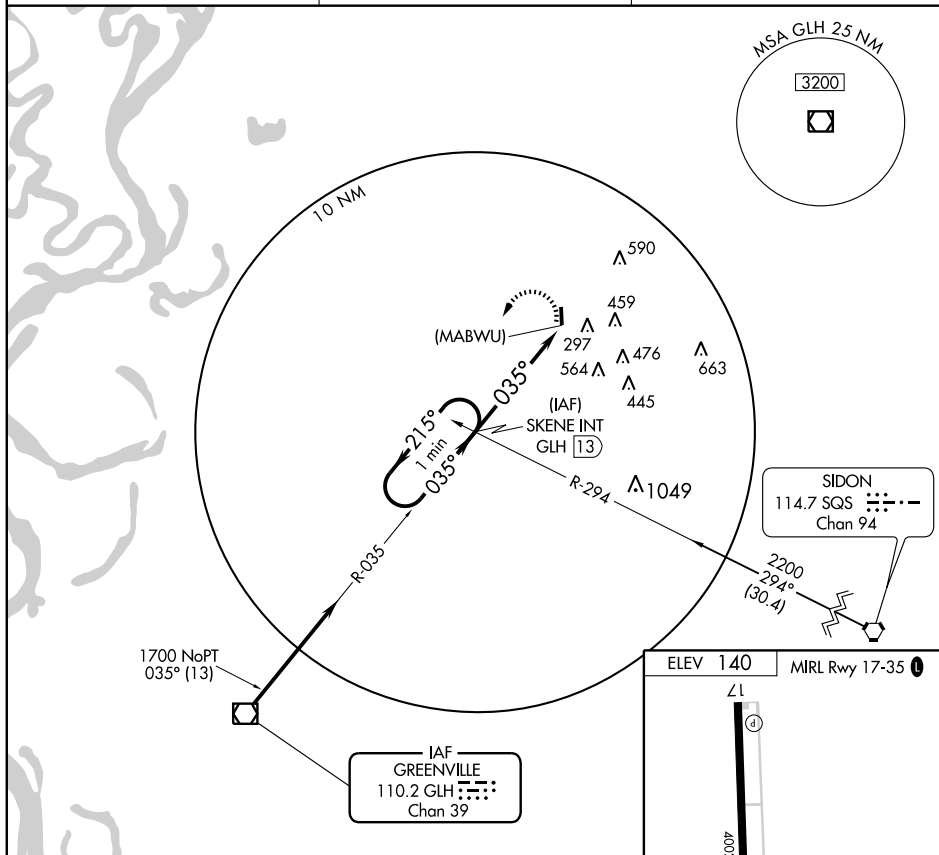 MSA GLH 25 NM
3200
10 NM
590
459
(MABWU)
297
476
564
663
445
035°
(IAF)
SKENE INT
GLH 13
215°
1 min
035°
R-294
1049
SIDON
114.7 SQS
Chan 94
R-035
2200
294°
(30.4)
1700 NoPT
035° (13)
IAF
GREENVILLE
110.2 GLH
Chan 39
ELEV 140
MIRL Rwy 17-35 L
17
P